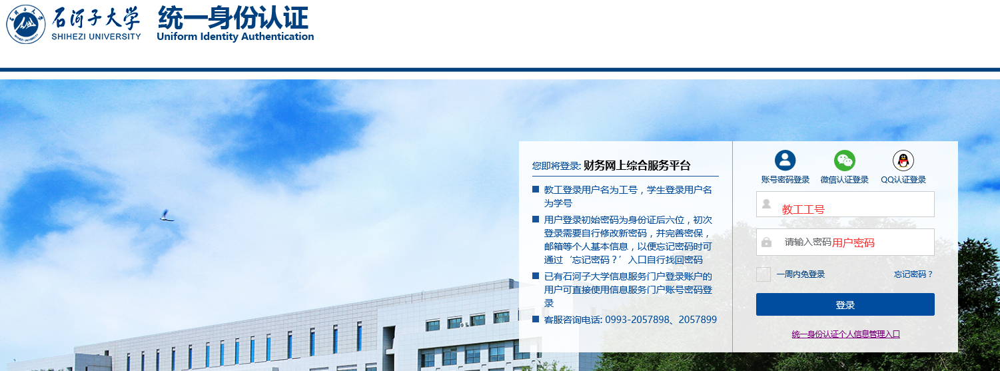 石河子大学
SHIHEZI UNIVERSITY
统一身份认证
Uniform Identity Authentication
您即将登录: 财务网上综合服务平台
教工登录用户名为工号，学生登录用户名
为学号
用户登录初始密码为身份证后六位，初次
登录需要自行修改新密码，并完善密保，
邮箱等个人基本信息，以便忘记密码时可
通过‘忘记密码？’入口自行找回密码
已有石河子大学信息服务门户登录账户的
用户可直接使用信息服务门户账号密码登
录
客服咨询电话: 0993-2057898、2057899
账号密码登录 微信认证登录 QQ认证登录
教工工号
请输入密码用户密码
一周内免登录 忘记密码？
登录
统一身份认证个人信息管理入口